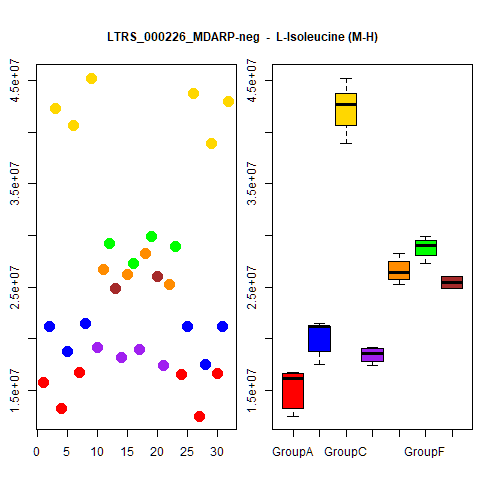 LTRS_000226_MDARP-neg - L-Isoleucine (M-H)
4.5e+07
3.5e+07
2.5e+07
1.5e+07
0 5 10 15 20 25 30
4.5e+07
3.5e+07
2.5e+07
1.5e+07
GroupA GroupC GroupF